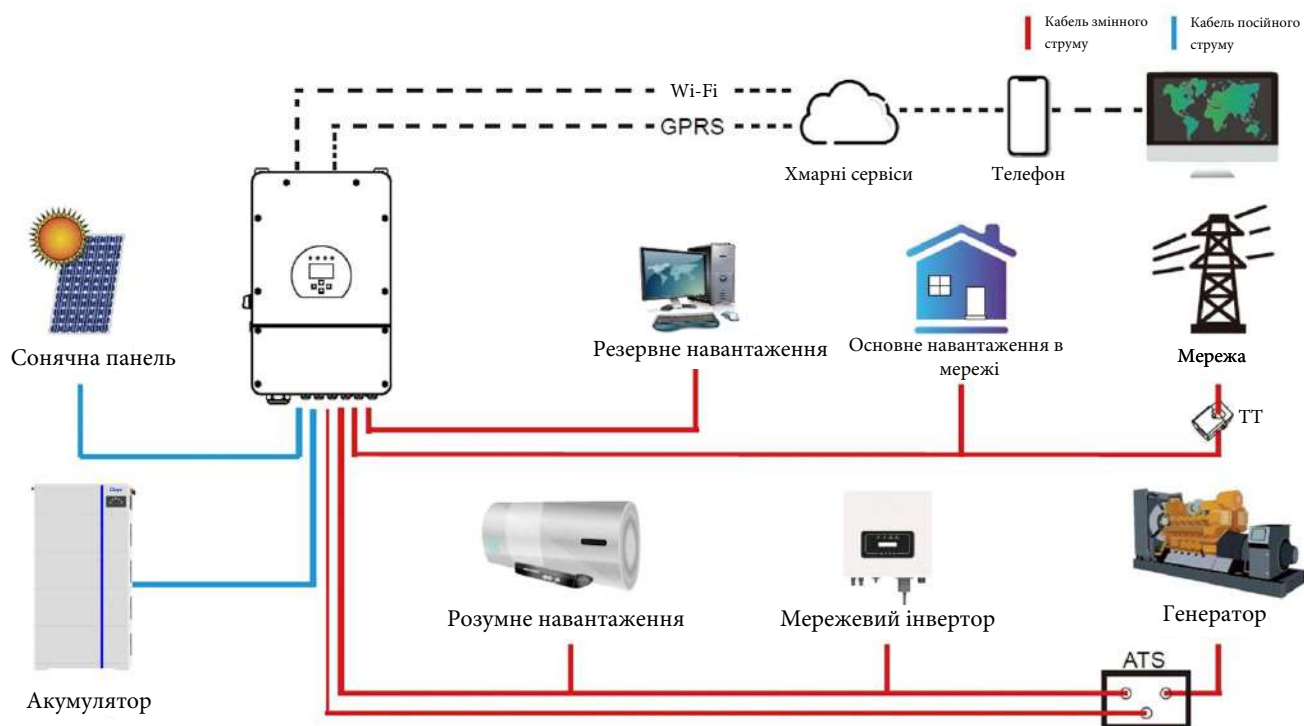 Кабель змінного
струму
Кабель посійного
струму
Wi-Fi
GPRS
Хмарні сервіси
Телефон
Сонячна панель
Резервне навантаження
Основне навантаження в
мережі
Мережа
ТТ
Deye
Розумне навантаження
Мережевий інвертор
Генератор
ATS
Акумулятор